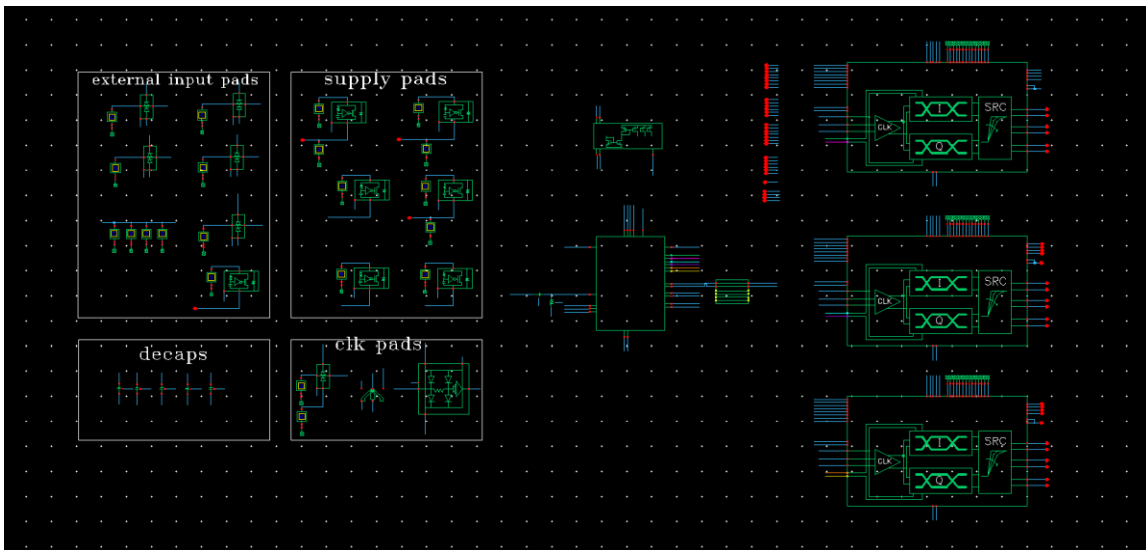 external input pads
supply pads
decaps
clk pads
CLK
I
Q
SRC
CLK
I
Q
SRC
CLK
I
Q
SRC